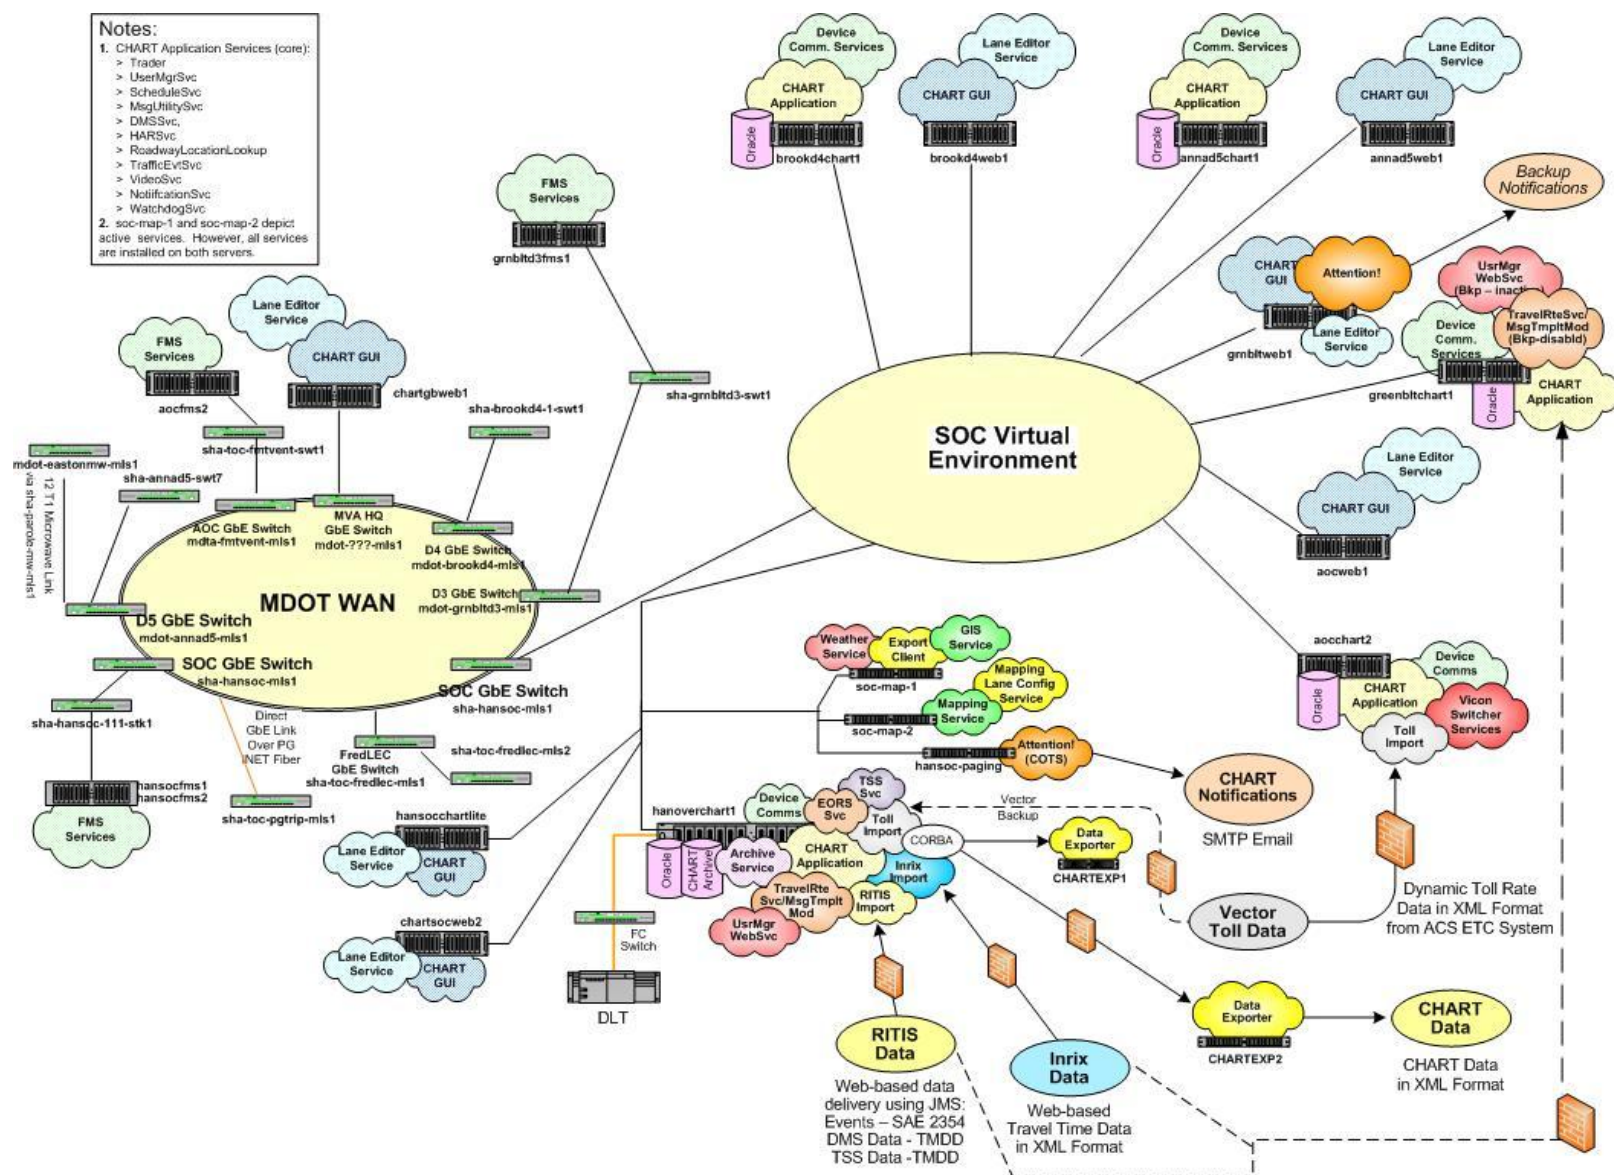 Notes:
1. CHART Application Services (core):
> Trader
> UserMgrSvc
> ScheduleSvc
> MsgUtilitySvc
> DMSSvc,
> HARSvc
> RoadwayLocationLookup
> TrafficEvtSvc
> VideoSvc
> NotiifcationSvc
> WatchdogSvc
2. soc-map-1 and soc-map-2 depict
active services. However, all services
are installed on both servers.
Device
Comm. Services
CHART
Application
Oracle
brookd4chart1
Lane Editor
Service
CHART GUI
brookd4web1
Device
Comm. Services
CHART
Application
Oracle
annad5chart1
Lane Editor
Service
CHART GUI
annad5web1
Backup
Notifications
FMS
Services
grnbltd3fms1
CHART
GUI
Attention!
Lane Editor
Service
grnbltweb1
UsrMgr
WebSvc
(Bkp – inactive)
TravelRteSvc/
MsgTmpltMod
(Bkp-disabld)
Device
Comm.
Services
greenbltchart1
Oracle
CHART
Application
Lane Editor
Service
CHART GUI
chartgbweb1
FMS
Services
aocfms2
sha-toc-fmtvent-swt1
sha-brookd4-1-swt1
sha-grnbltd3-swt1
mdot-eastonmw-mls1
12 T1 Microwave Link
via sha-parole-mw-mls1
sha-annad5-swt7
AOC GbE Switch
mdta-fmtvent-mls1
MVA HQ
GbE Switch
mdot-???-mls1
D4 GbE Switch
mdot-brookd4-mls1
D3 GbE Switch
mdot-grnbltd3-mls1
MDOT WAN
D5 GbE Switch
mdot-annad5-mls1
SOC GbE Switch
sha-hansoc-mls1
SOC GbE Switch
sha-hansoc-mls1
SOC Virtual
Environment
Lane Editor
Service
CHART GUI
aocweb1
sha-hansoc-111-stk1
Direct
GbE Link
Over PG
INET Fiber
FredLEC
GbE Switch
sha-toc-fredlec-mls1
sha-toc-fredlec-mls2
sha-toc-pgtrip-mls1
hansocfms1
hansocfms2
FMS
Services
Weather
Service
Export
Client
GIS
Service
soc-map-1
Mapping
Lane Config
Service
Mapping
Service
soc-map-2
hansoc-paging
Attention!
(COTS)
CHART
Notifications
SMTP Email
aocchart2
Device
Comms
Oracle
CHART
Application
Vicon
Switcher
Services
Toll
Import
hansocchartlite
Lane Editor
Service
CHART
GUI
chartsocweb2
Lane Editor
Service
CHART
GUI
hanoverchart1
Device
Comms
TSS
Svc
EORS
Svc
Toll
Import
CORBA
Oracle
CHART
Archive
Archive
Service
CHART
Application
Inrix
Import
TravelRte
Svc/MsgTmplt
Mod
RITIS
Import
UsrMgr
WebSvc
FC
Switch
DLT
Vector
Backup
Data
Exporter
CHARTEXP1
Vector
Toll Data
Dynamic Toll Rate
Data in XML Format
from ACS ETC System
Data
Exporter
CHARTEXP2
CHART
Data
CHART Data
in XML Format
RITIS
Data
Web-based data
delivery using JMS:
Events – SAE 2354
DMS Data - TMDD
TSS Data -TMDD
Inrix
Data
Web-based
Travel Time Data
in XML Format